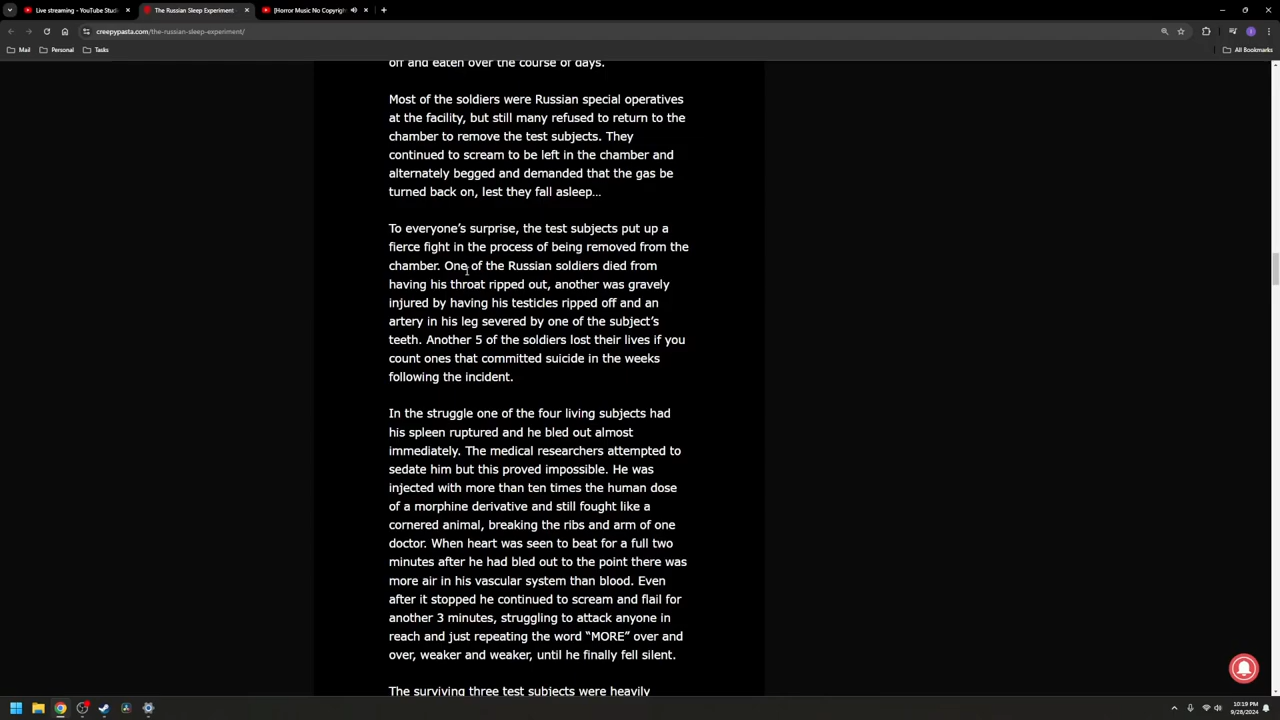 Live streaming - YouTube Stud
The Russian Sleep Experiment
[Horror Music No Copyrigh
creepypasta.com/the-russian-sleep-experiment/
Mail
Personal
Tasks
All Bookmarks
off and eaten over the course of days.
Most of the soldiers were Russian special operatives
at the facility, but still many refused to return to the
chamber to remove the test subjects. They
continued to scream to be left in the chamber and
alternately begged and demanded that the gas be
turned back on, lest they fall asleep…
To everyone’s surprise, the test subjects put up a
fierce fight in the process of being removed from the
chamber. One of the Russian soldiers died from
having his throat ripped out, another was gravely
injured by having his testicles ripped off and an
artery in his leg severed by one of the subject’s
teeth. Another 5 of the soldiers lost their lives if you
count ones that committed suicide in the weeks
following the incident.
In the struggle one of the four living subjects had
his spleen ruptured and he bled out almost
immediately. The medical researchers attempted to
sedate him but this proved impossible. He was
injected with more than ten times the human dose
of a morphine derivative and still fought like a
cornered animal, breaking the ribs and arm of one
doctor. When heart was seen to beat for a full two
minutes after he had bled out to the point there was
more air in his vascular system than blood. Even
after it stopped he continued to scream and flail for
another 3 minutes, struggling to attack anyone in
reach and just repeating the word “MORE” over and
over, weaker and weaker, until he finally fell silent.
The surviving three test subjects were heavily
10:19 PM
9/28/2024